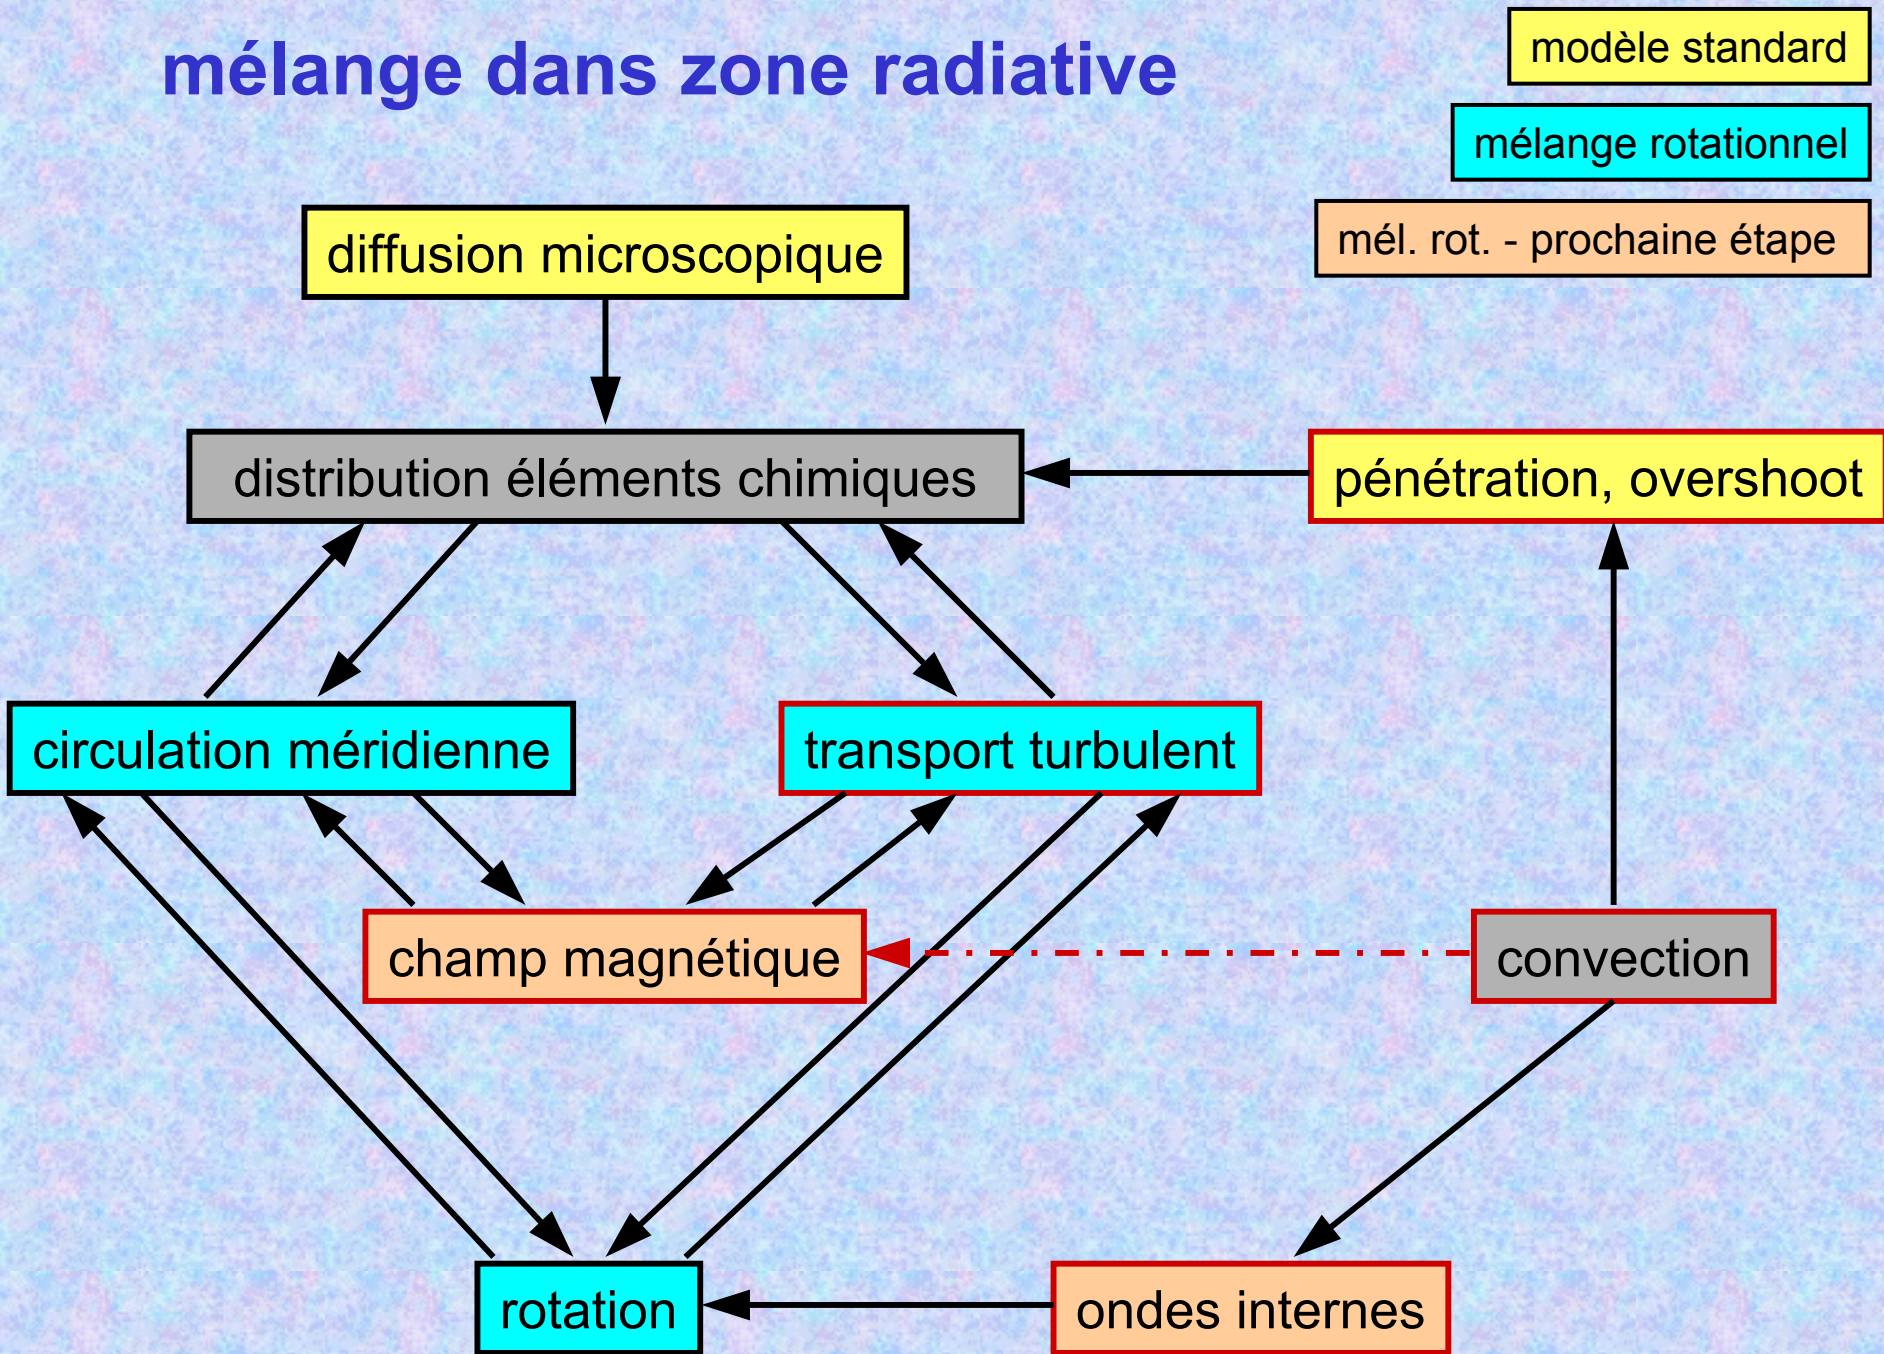 mélange dans zone radiative
modèle standard
mélange rotationnel
mél. rot. - prochaine étape
diffusion microscopique
distribution éléments chimiques
pénétration, overshoot
circulation méridienne
transport turbulent
champ magnétique
convection
rotation
ondes internes